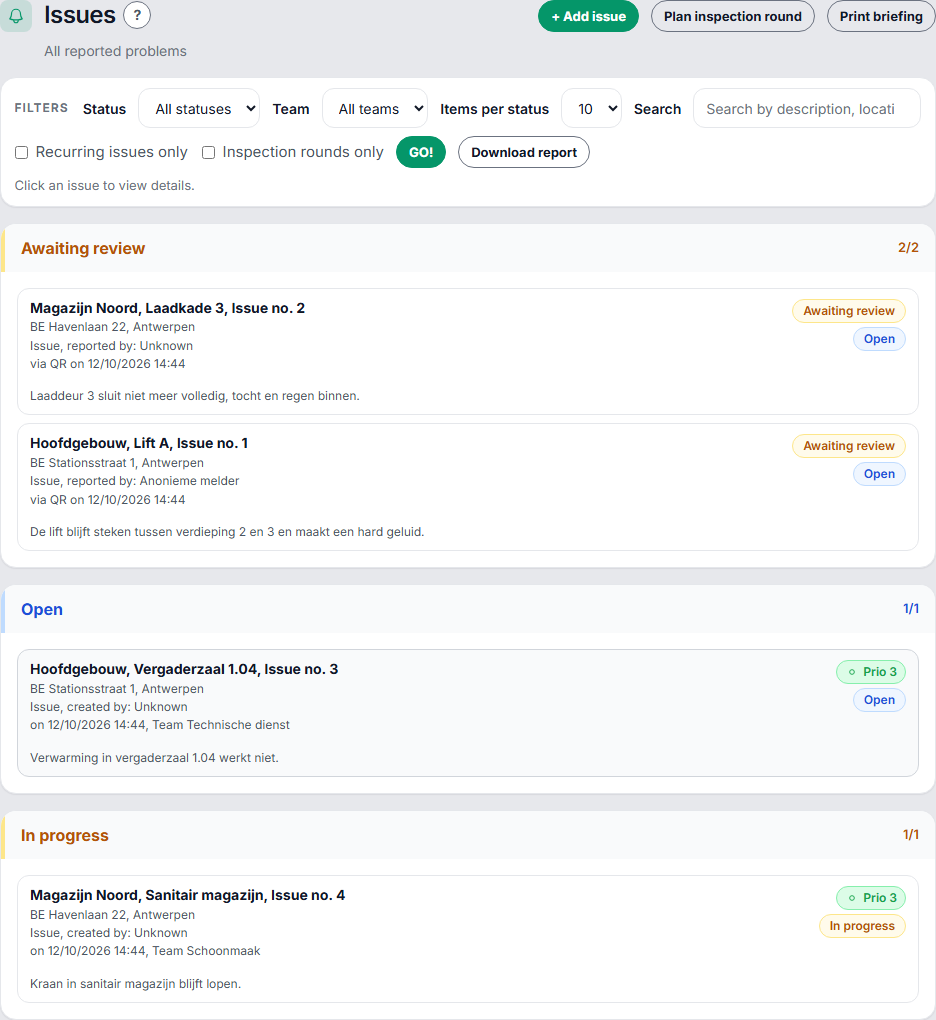 Issues ?
+ Add issue
Plan inspection round
Print briefing
All reported problems
FILTERS Status All statuses Team All teams Items per status 10 Search Search by description, locati
Recurring issues only Inspection rounds only GO! Download report
Click an issue to view details.
Awaiting review 2/2
Magazijn Noord, Laadkade 3, Issue no. 2
Awaiting review
BE Havenlaan 22, Antwerpen
Open
Issue, reported by: Unknown
via QR on 12/10/2026 14:44
Laaddeur 3 sluit niet meer volledig, tocht en regen binnen.
Hoofdgebouw, Lift A, Issue no. 1
Awaiting review
BE Stationsstraat 1, Antwerpen
Open
Issue, reported by: Anonieme melder
via QR on 12/10/2026 14:44
De lift blijft steken tussen verdieping 2 en 3 en maakt een hard geluid.
Open 1/1
Hoofdgebouw, Vergaderzaal 1.04, Issue no. 3
Prio 3
BE Stationsstraat 1, Antwerpen
Open
Issue, created by: Unknown
on 12/10/2026 14:44, Team Technische dienst
Verwarming in vergaderzaal 1.04 werkt niet.
In progress 1/1
Magazijn Noord, Sanitair magazijn, Issue no. 4
Prio 3
BE Havenlaan 22, Antwerpen
In progress
Issue, created by: Unknown
on 12/10/2026 14:44, Team Schoonmaak
Kraan in sanitair magazijn blijft lopen.